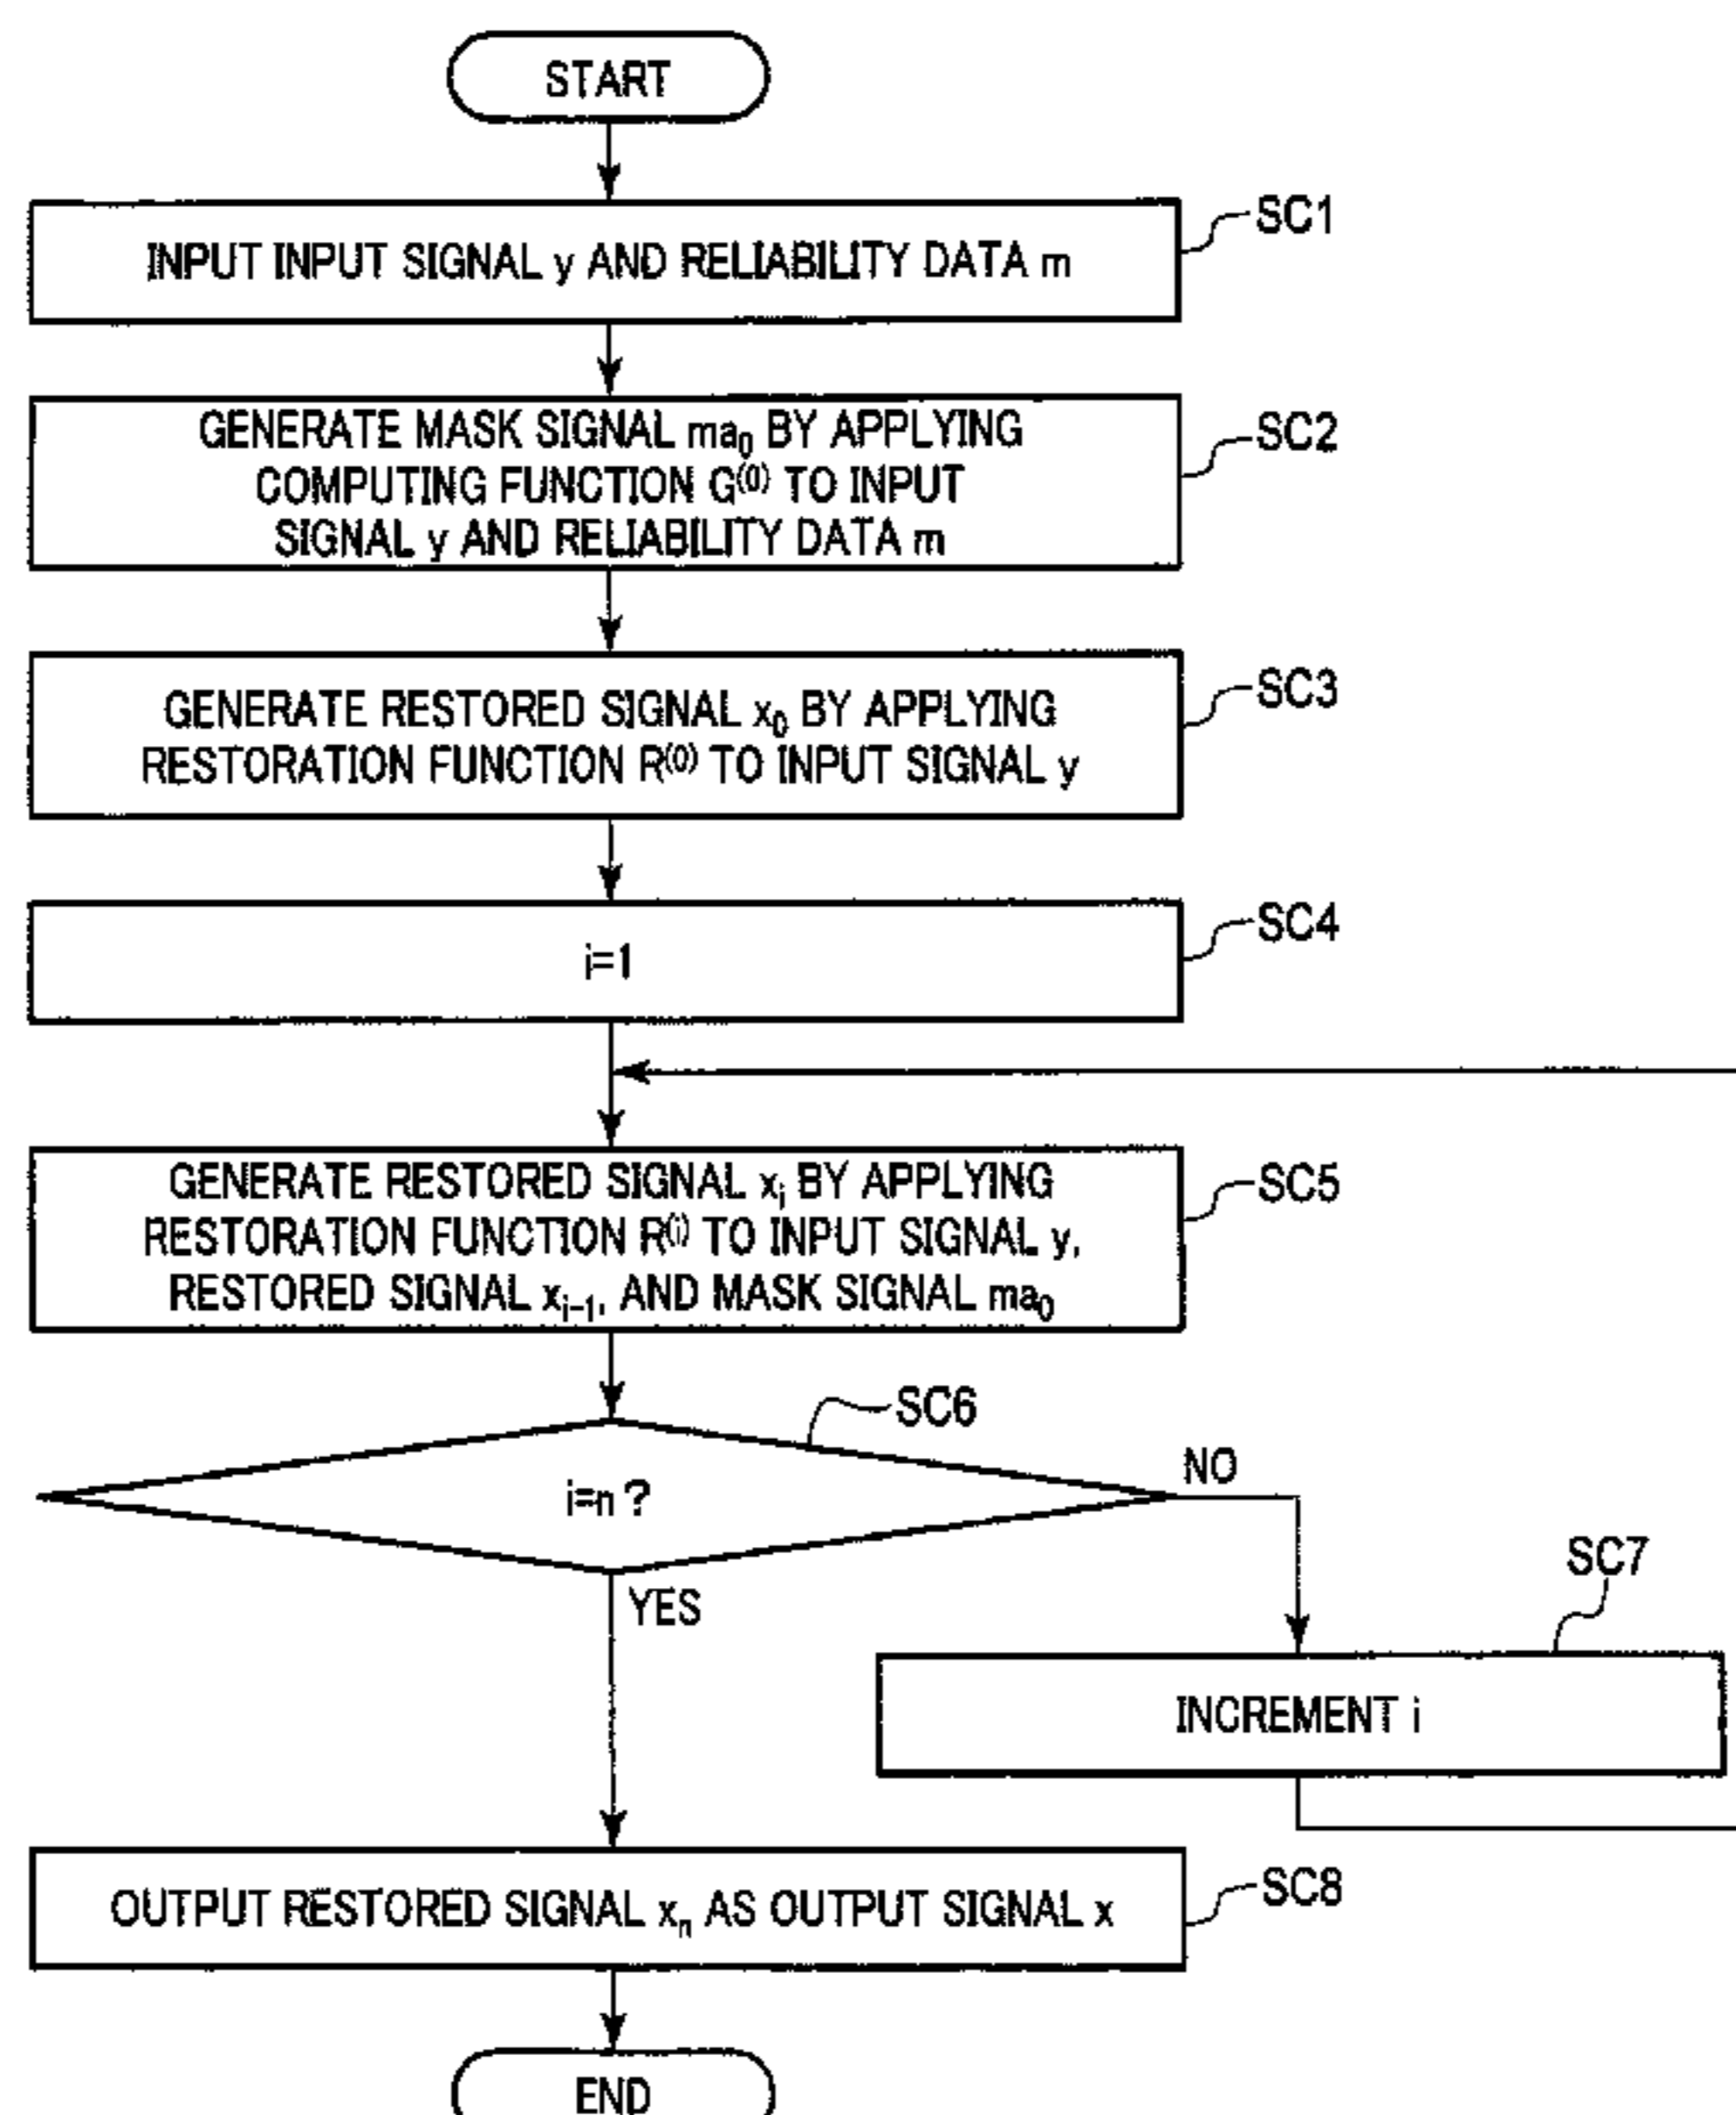 START
INPUT INPUT SIGNAL y AND RELIABILITY DATA m
SC1
GENERATE MASK SIGNAL ma₀ BY APPLYING
COMPUTING FUNCTION G⁽⁰⁾ TO INPUT
SIGNAL y AND RELIABILITY DATA m
SC2
GENERATE RESTORED SIGNAL x₀ BY APPLYING
RESTORATION FUNCTION R⁽⁰⁾ TO INPUT SIGNAL y
SC3
i=1
SC4
GENERATE RESTORED SIGNAL xᵢ BY APPLYING
RESTORATION FUNCTION R⁽ⁱ⁾ TO INPUT SIGNAL y,
RESTORED SIGNAL xᵢ₋₁, AND MASK SIGNAL ma₀
SC5
SC6
i=n ?
NO
YES
SC7
INCREMENT i
OUTPUT RESTORED SIGNAL xₙ AS OUTPUT SIGNAL x
SC8
END